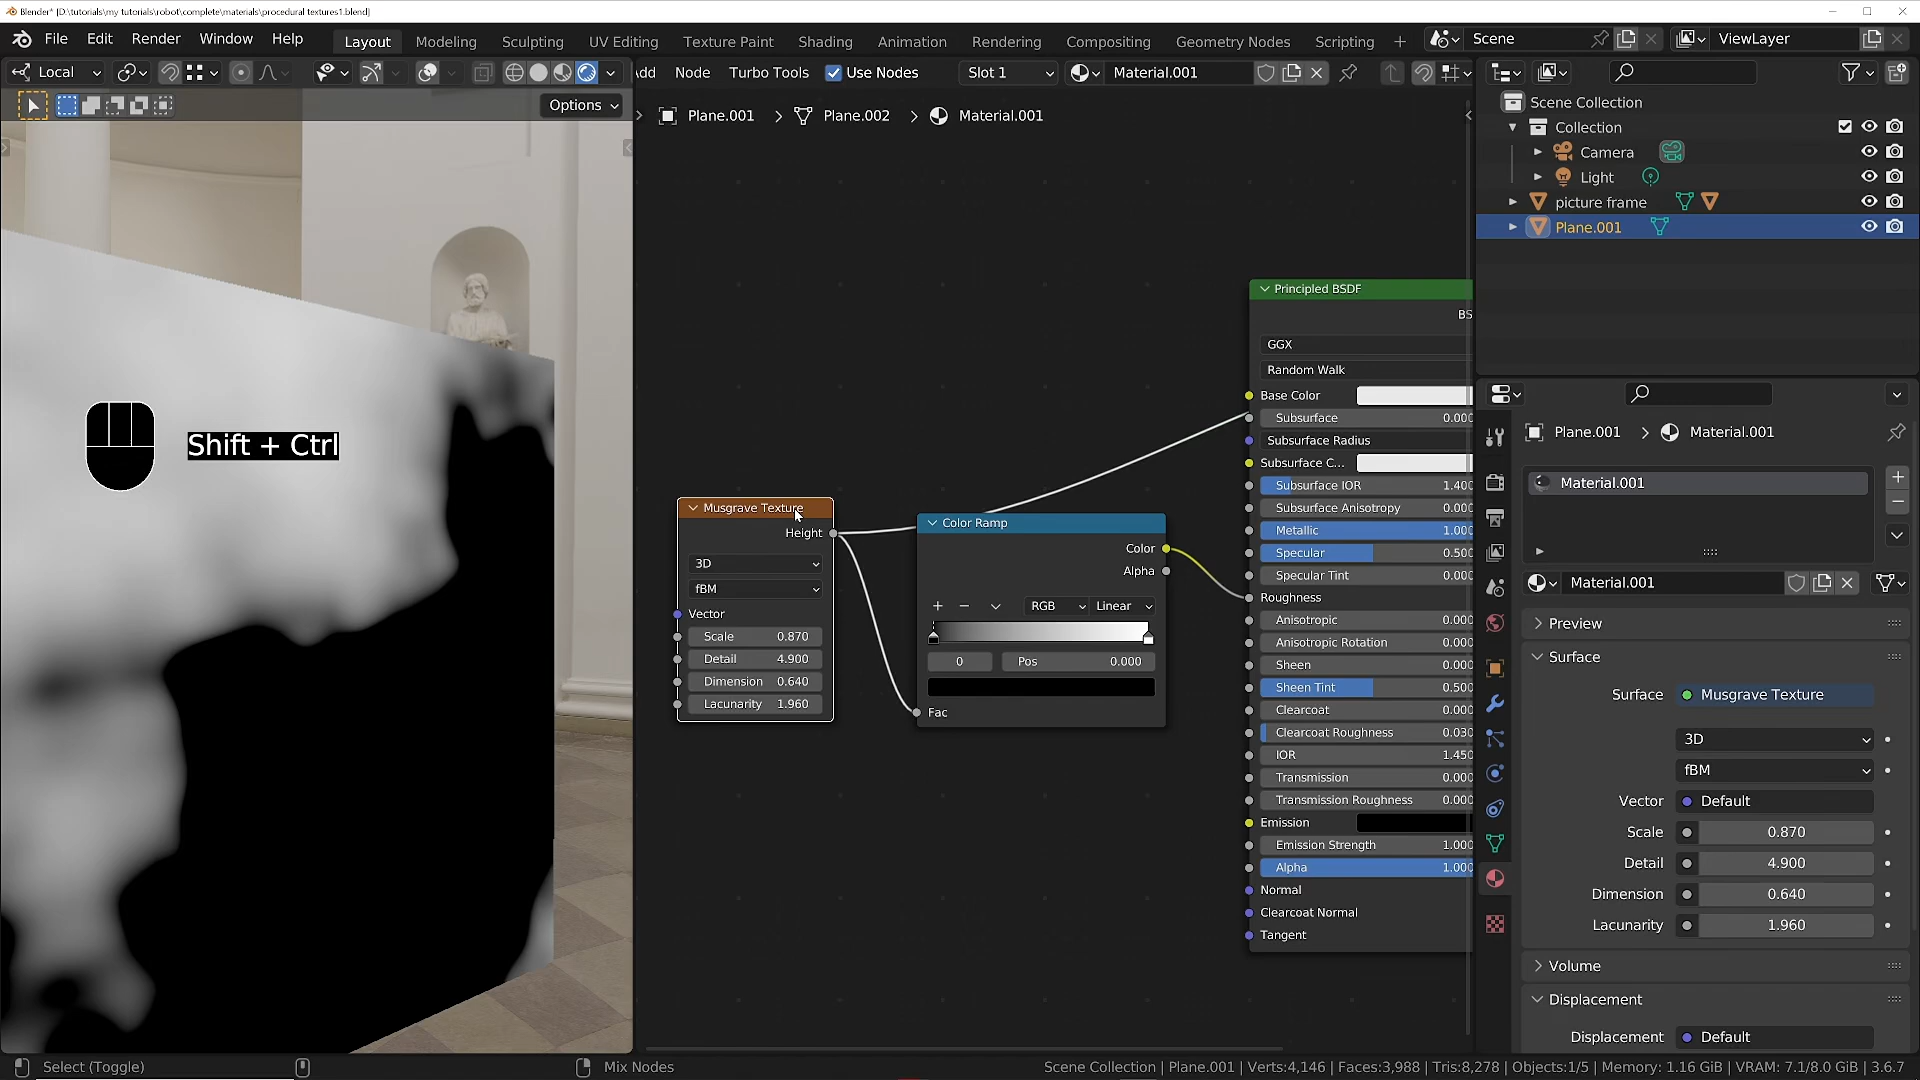 Blender* [D:\tutorials\my tutorials\robot\complete\materials\procedural textures1.blend]
File Edit Render Window Help Layout Modeling Sculpting UV Editing Texture Paint Shading Animation Rendering Compositing Geometry Nodes Scripting + Scene ViewLayer
Local dd Node Turbo Tools Use Nodes Slot 1 Material.001
Options
Plane.001 > Plane.002 > Material.001
Scene Collection
Collection
Camera
Light
picture frame
Plane.001
Shift + Ctrl
Musgrave Texture
Height
3D
fBM
Vector
Scale 0.870
Detail 4.900
Dimension 0.640
Lacunarity 1.960
Color Ramp
Color
Alpha
RGB Linear
0 Pos 0.000
Fac
Principled BSDF
BS
GGX
Random Walk
Base Color
Subsurface 0.000
Subsurface Radius
Subsurface C...
Subsurface IOR 1.400
Subsurface Anisotropy 0.000
Metallic 1.000
Specular 0.500
Specular Tint 0.000
Roughness
Anisotropic 0.000
Anisotropic Rotation 0.000
Sheen 0.000
Sheen Tint 0.500
Clearcoat 0.000
Clearcoat Roughness 0.030
IOR 1.450
Transmission 0.000
Transmission Roughness 0.000
Emission
Emission Strength 1.000
Alpha 1.000
Normal
Clearcoat Normal
Tangent
Plane.001 > Material.001
Material.001
Material.001
Preview
Surface
Surface Musgrave Texture
3D
fBM
Vector Default
Scale 0.870
Detail 4.900
Dimension 0.640
Lacunarity 1.960
Volume
Displacement
Displacement Default
Select (Toggle) Mix Nodes Scene Collection | Plane.001 | Verts:4,146 | Faces:3,988 | Tris:8,278 | Objects:1/5 | Memory: 1.16 GiB | VRAM: 7.1/8.0 GiB | 3.6.7